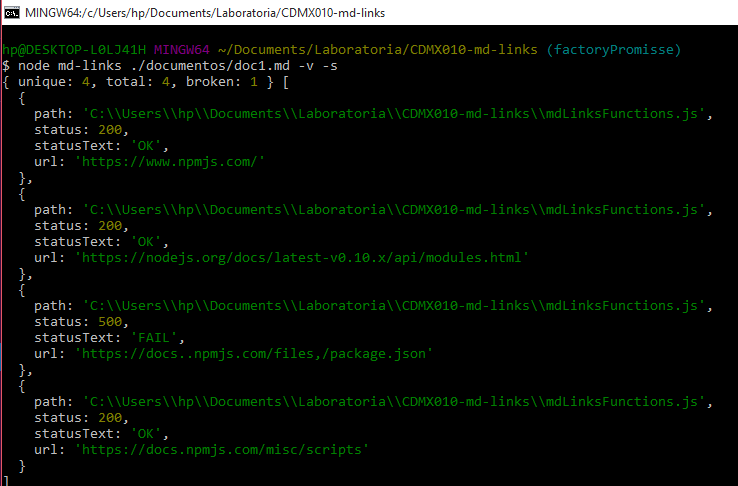 MINGW64:/c/Users/hp/Documents/Laboratoria/CDMX010-md-links
hp@DESKTOP-L0LJ41H MINGW64 ~/Documents/Laboratoria/CDMX010-md-links (factoryPromisse)
$ node md-links ./documentos/doc1.md -v -s
{ unique: 4, total: 4, broken: 1 } [
  {
    path: 'C:\\Users\\hp\\Documents\\Laboratoria\\CDMX010-md-links\\mdLinksFunctions.js',
    status: 200,
    statusText: 'OK',
    url: 'https://www.npmjs.com/'
  },
  {
    path: 'C:\\Users\\hp\\Documents\\Laboratoria\\CDMX010-md-links\\mdLinksFunctions.js',
    status: 200,
    statusText: 'OK',
    url: 'https://nodejs.org/docs/latest-v0.10.x/api/modules.html'
  },
  {
    path: 'C:\\Users\\hp\\Documents\\Laboratoria\\CDMX010-md-links\\mdLinksFunctions.js',
    status: 500,
    statusText: 'FAIL',
    url: 'https://docs..npmjs.com/files,/package.json'
  },
  {
    path: 'C:\\Users\\hp\\Documents\\Laboratoria\\CDMX010-md-links\\mdLinksFunctions.js',
    status: 200,
    statusText: 'OK',
    url: 'https://docs.npmjs.com/misc/scripts'
  }
]